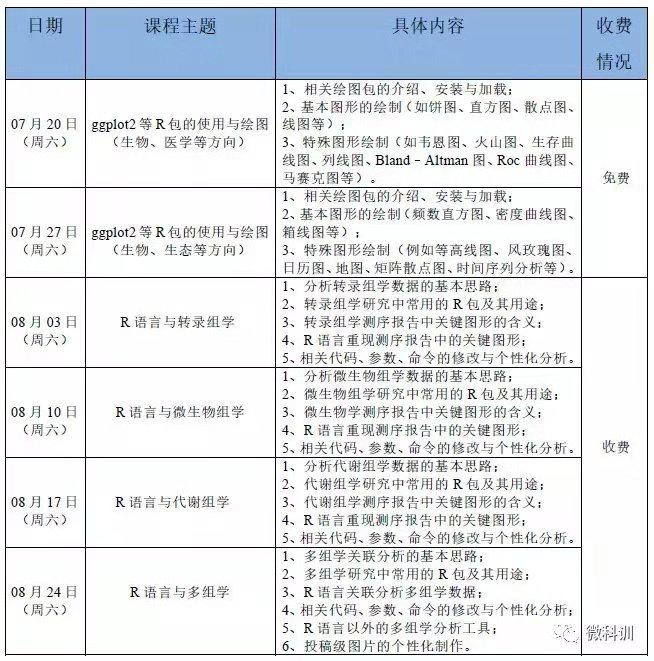 日期
课程主题
具体内容
收费
情况
07 月 20 日
（周六）
ggplot2 等 R 包的使用与绘图
（生物、医学等方向）
1、相关绘图包的介绍、安装与加载；
2、基本图形的绘制（如饼图、直方图、散点图、
线图等）；
3、特殊图形绘制（如韦恩图、火山图、生存曲
线图、列线图、Bland－Altman 图、Roc 曲线图、
马赛克图等）。
免费
07 月 27 日
（周六）
ggplot2 等 R 包的使用与绘图
（生物、生态等方向）
1、相关绘图包的介绍、安装与加载；
2、基本图形的绘制（频数直方图、密度曲线图、
箱线图等）；
3、特殊图形绘制（例如等高线图、风玫瑰图、
日历图、地图、矩阵散点图、时间序列分析等）。
08 月 03 日
（周六）
R 语言与转录组学
1、分析转录组学数据的基本思路；
2、转录组学研究中常用的 R 包及其用途；
3、转录组学测序报告中关键图形的含义；
4、R 语言重现测序报告中的关键图形；
5、相关代码、参数、命令的修改与个性化分析。
收费
08 月 10 日
（周六）
R 语言与微生物组学
1、分析微生物组学数据的基本思路；
2、微生物组学研究中常用的 R 包及其用途；
3、微生物学测序报告中关键图形的含义；
4、R 语言重现测序报告中的关键图形；
5、相关代码、参数、命令的修改与个性化分析。
08 月 17 日
（周六）
R 语言与代谢组学
1、分析代谢组学数据的基本思路；
2、代谢组学研究中常用的 R 包及其用途；
3、代谢组学测序报告中关键图形的含义；
4、R 语言重现测序报告中的关键图形；
5、相关代码、参数、命令的修改与个性化分析。
08 月 24 日
（周六）
R 语言与多组学
1、多组学关联分析的基本思路；
2、多组学研究中常用的 R 包及其用途；
3、R 语言关联分析多组学数据；
4、相关代码、参数、命令的修改与个性化分析；
5、R 语言以外的多组学分析工具；
6、投稿级图片的个性化制作。
微科训